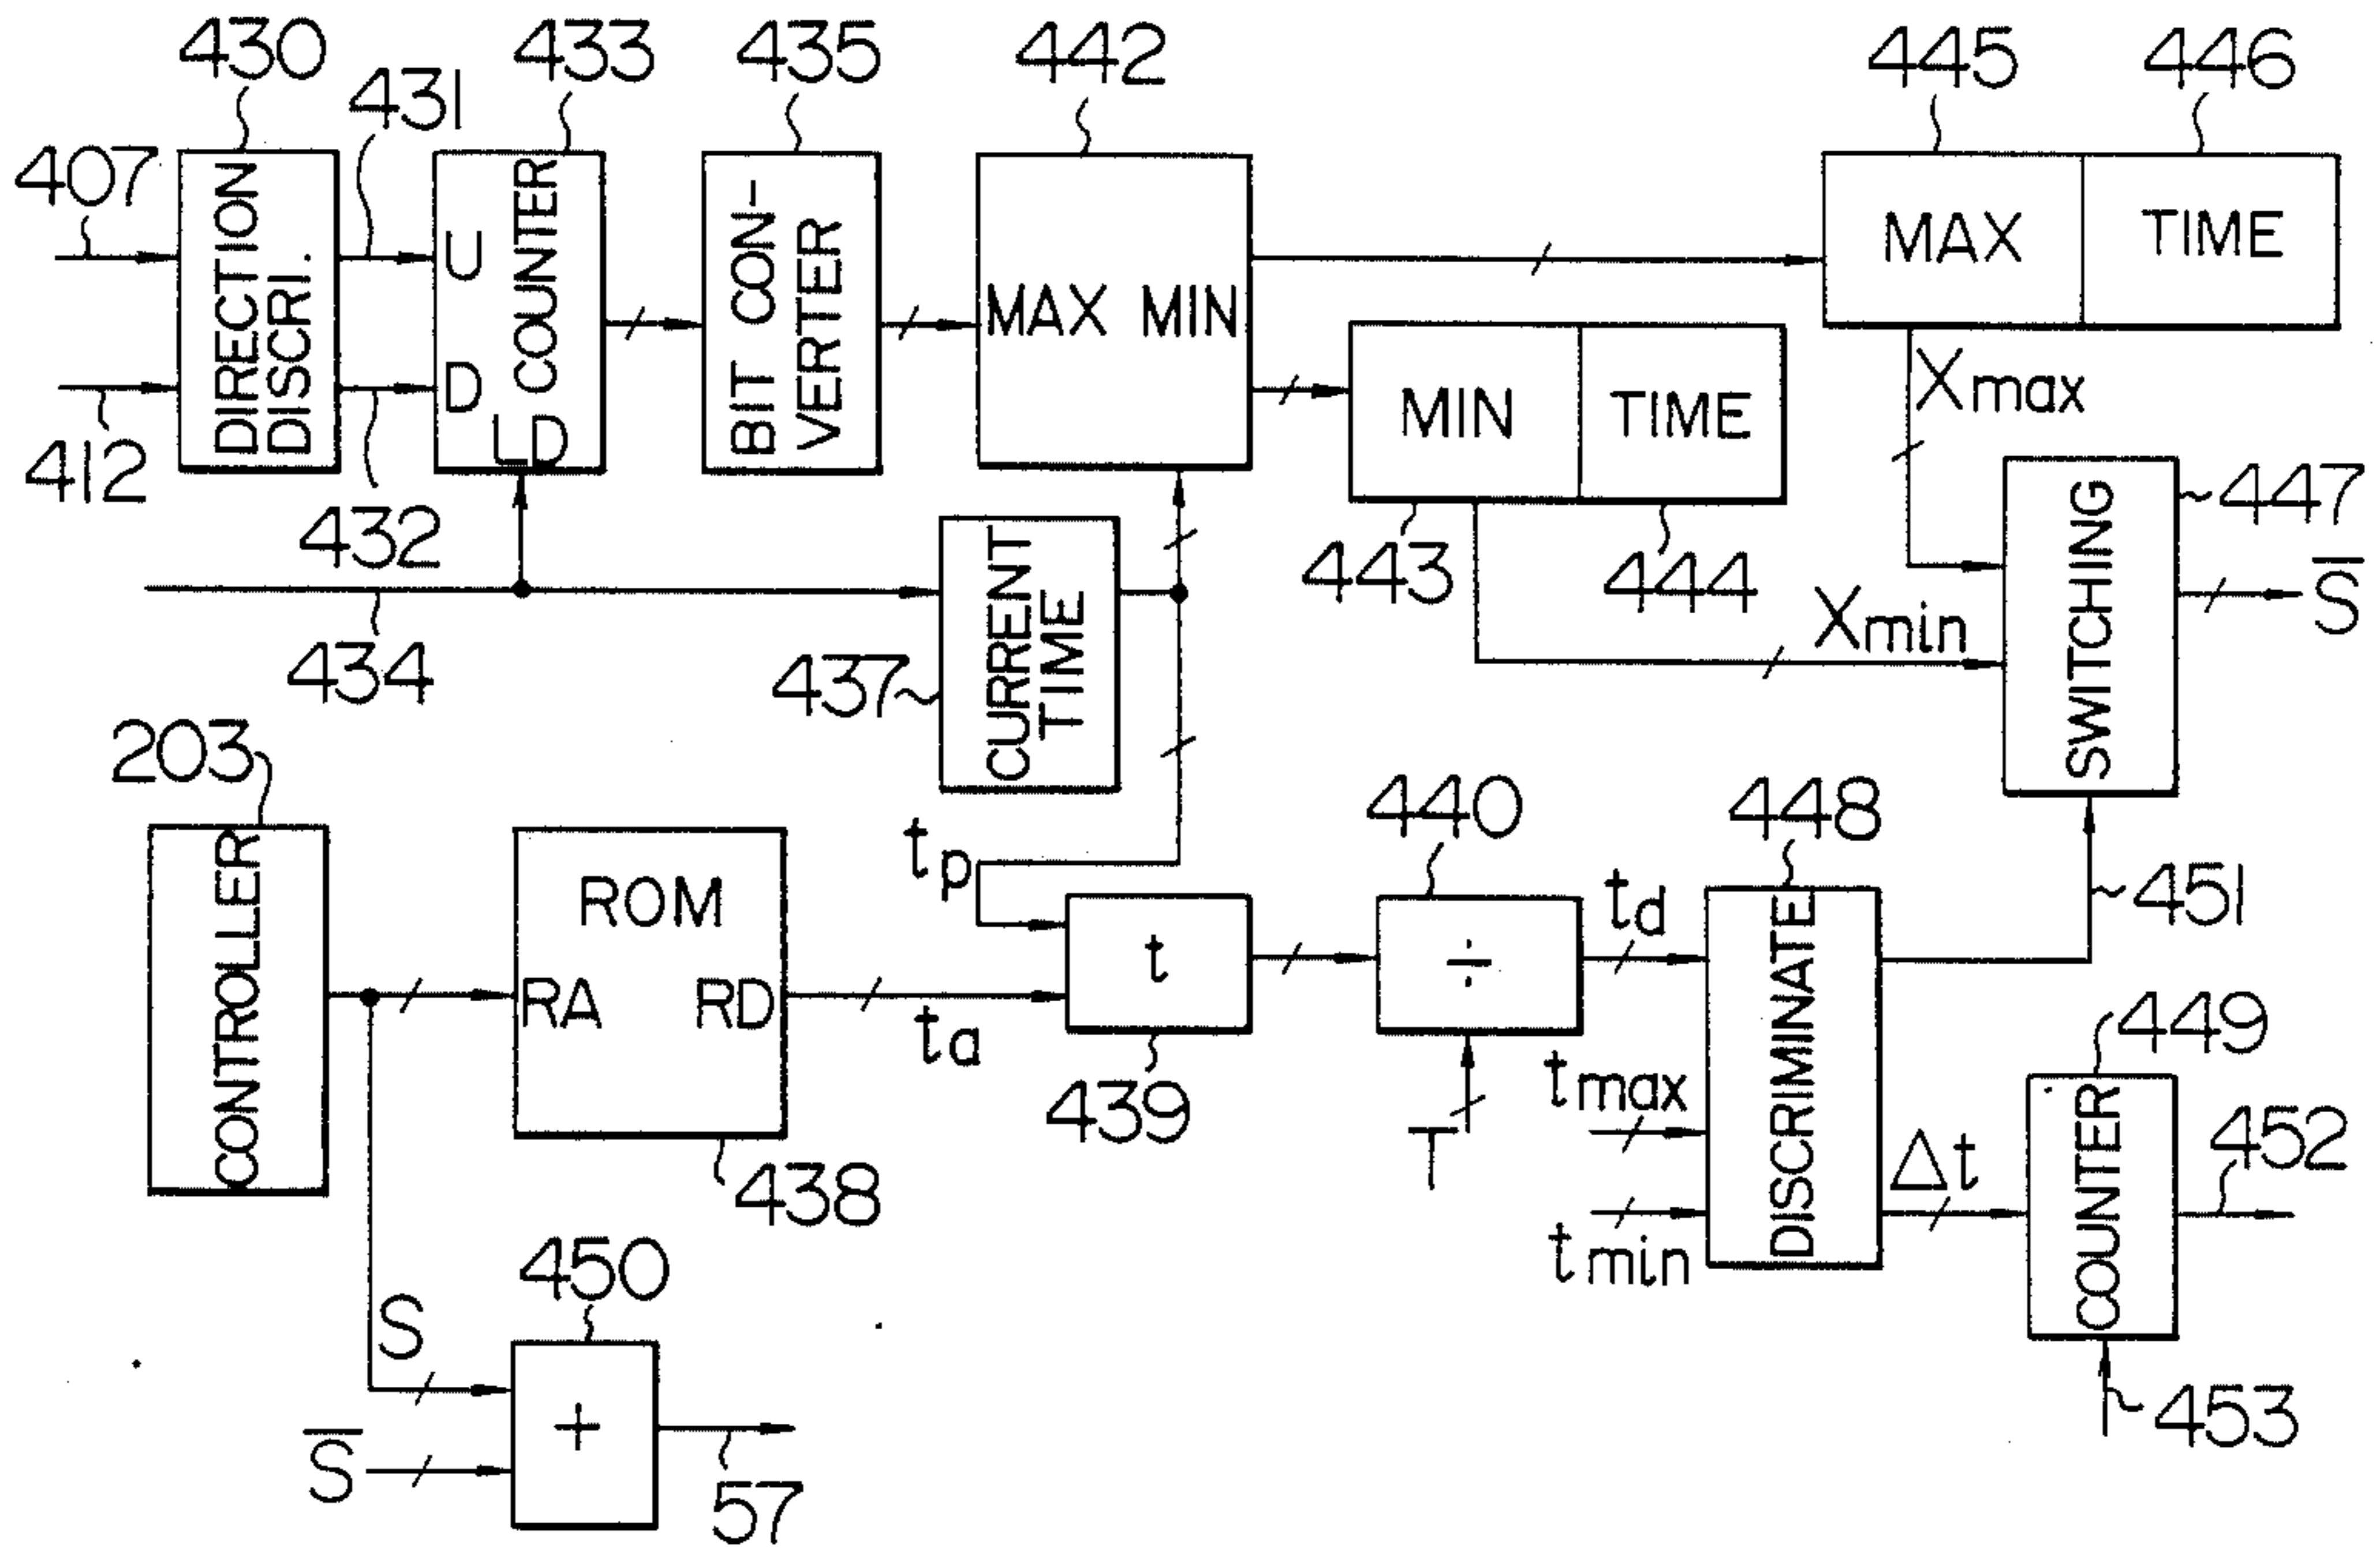 430
433
435
442
445
446
431
407
DIRECTION
DISCRI.
U
D
LD
COUNTER
BIT CON-
VERTER
MAX MIN
MAX
TIME
412
432
434
MIN
TIME
443
444
Xmax
Xmin
SWITCHING
447
S̅
437
CURRENT
TIME
203
CONTROLLER
ROM
RA
RD
438
tp
ta
t
439
440
÷
T
td
448
DISCRIMINATE
tmax
tmin
451
449
Δt
COUNTER
452
453
450
S
S̅
+
57